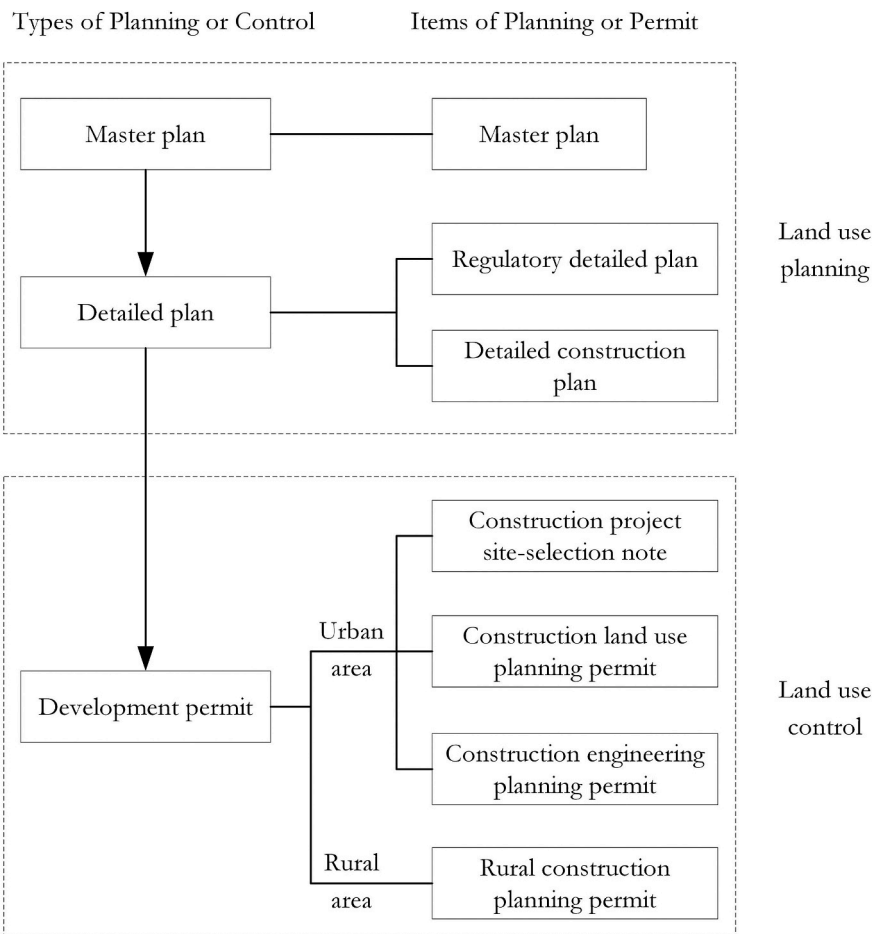 Types of Planning or Control
Items of Planning or Permit
Master plan
Master plan
Regulatory detailed plan
Detailed plan
Detailed construction
plan
Land use
planning
Construction project
site-selection note
Urban
area
Construction land use
planning permit
Development permit
Construction engineering
planning permit
Rural
area
Rural construction
planning permit
Land use
control